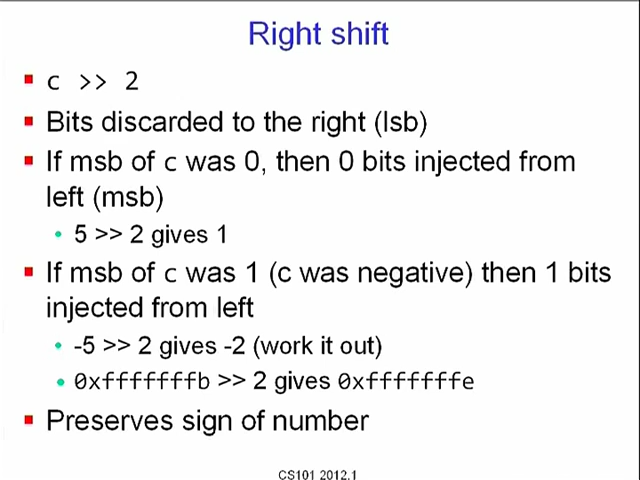 Right shift
c >> 2
Bits discarded to the right (lsb)
If msb of c was 0, then 0 bits injected from
left (msb)
5 >> 2 gives 1
If msb of c was 1 (c was negative) then 1 bits
injected from left
-5 >> 2 gives -2 (work it out)
0xfffffffb >> 2 gives 0xfffffffe
Preserves sign of number
CS101 2012.1